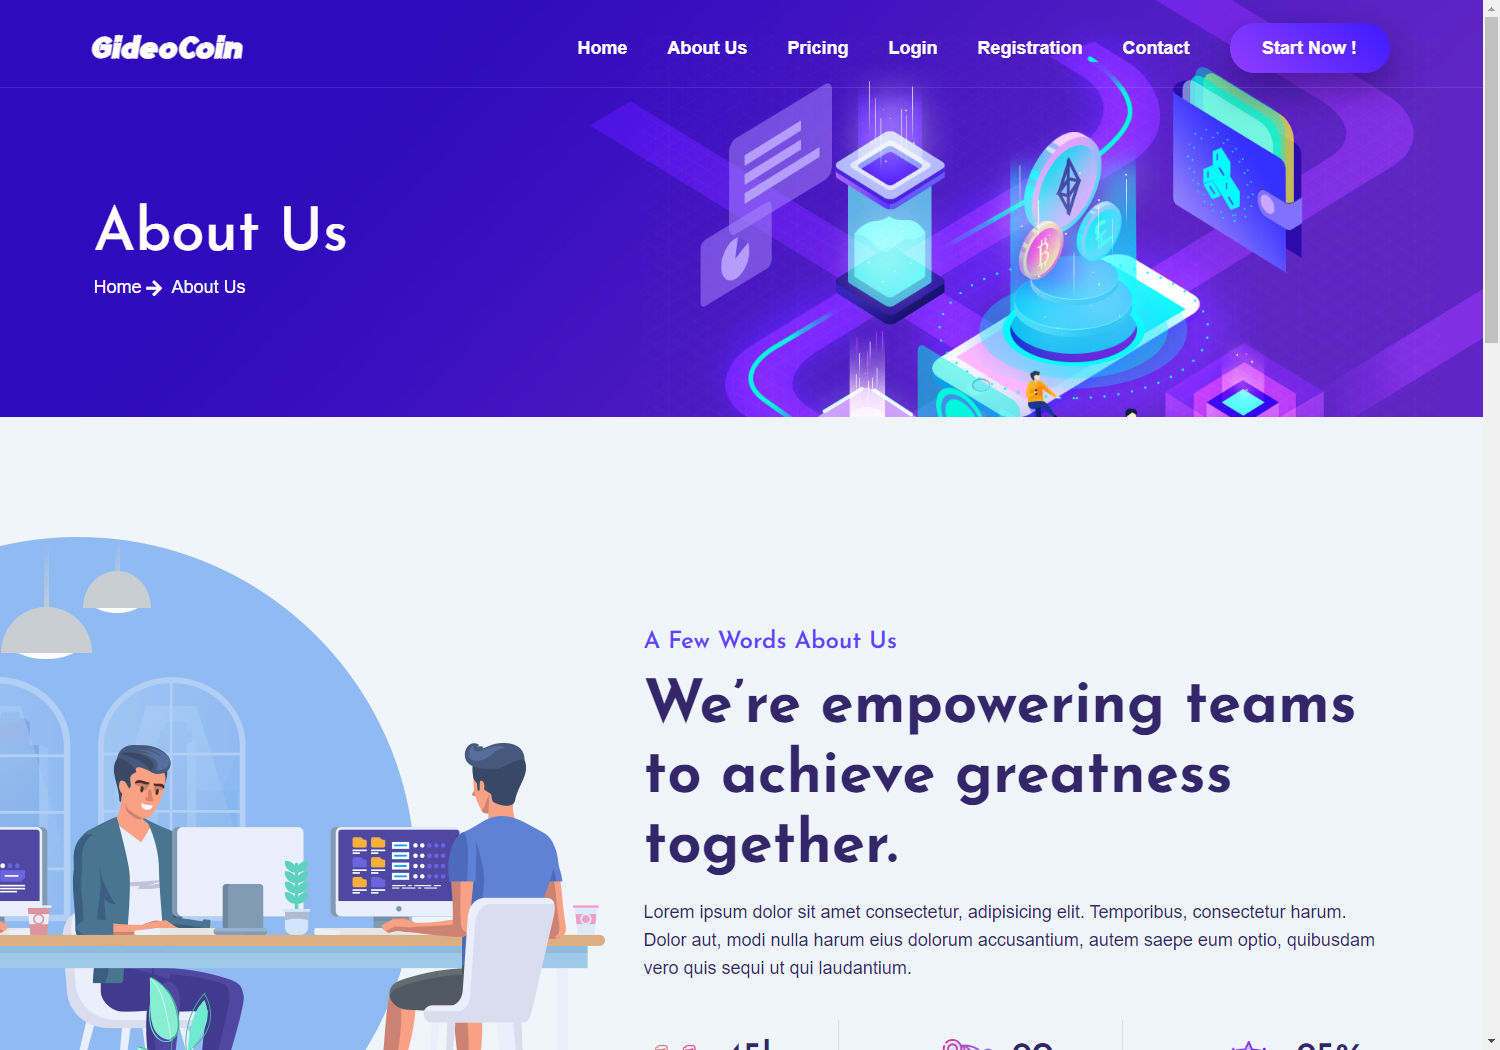 GideoCoin
Home About Us Pricing Login Registration Contact Start Now !
About Us
Home About Us
A Few Words About Us
We’re empowering teams
to achieve greatness
together.
Lorem ipsum dolor sit amet consectetur, adipisicing elit. Temporibus, consectetur harum.
Dolor aut, modi nulla harum eius dolorum accusantium, autem saepe eum optio, quibusdam
vero quis sequi ut qui laudantium.